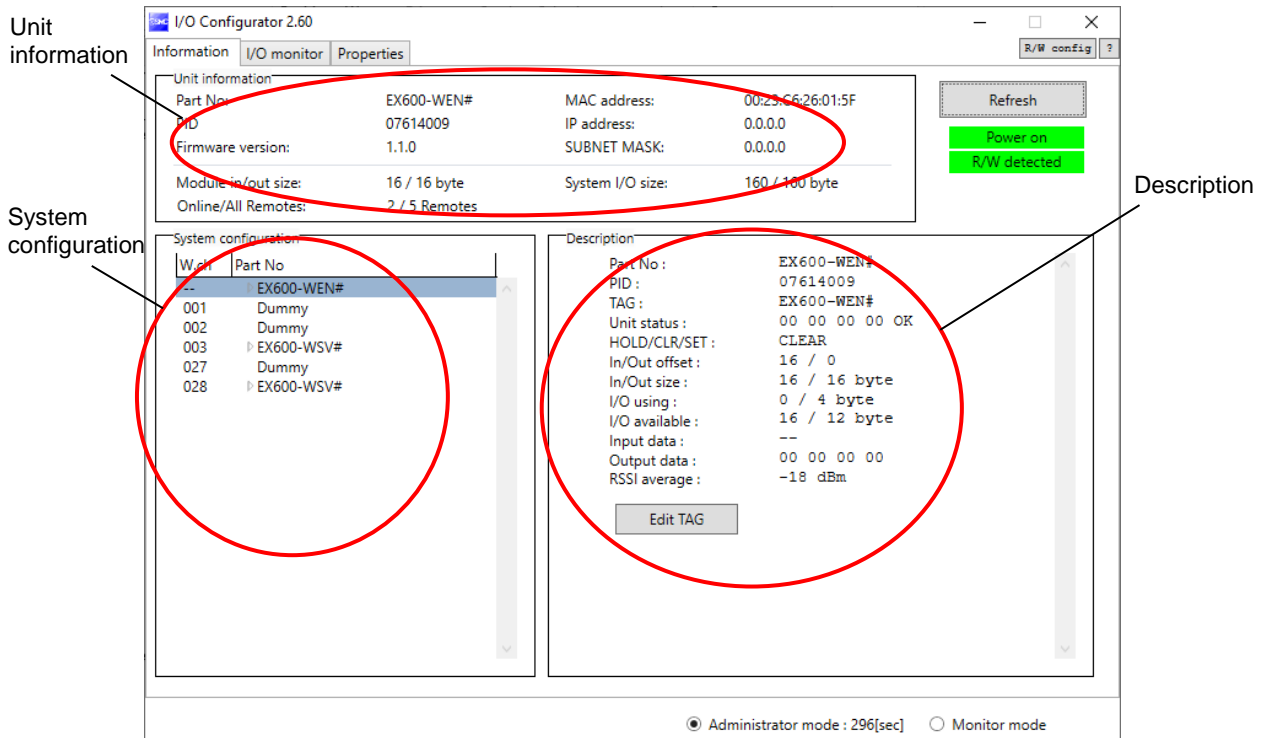 Unit
information
System
configuration
Description
SMC I/O Configurator 2.60
Information I/O monitor Properties R/W config ?
Unit information
Part No: EX600-WEN# MAC address: 00:23:C6:26:01:5F
PID 07614009 IP address: 0.0.0.0
Firmware version: 1.1.0 SUBNET MASK: 0.0.0.0
Module in/out size: 16 / 16 byte System I/O size: 160 / 160 byte
Online/All Remotes: 2 / 5 Remotes
Refresh
Power on
R/W detected
System configuration
W.ch Part No
-- EX600-WEN#
001 Dummy
002 Dummy
003 EX600-WSV#
027 Dummy
028 EX600-WSV#
Description
Part No : EX600-WEN#
PID : 07614009
TAG : EX600-WEN#
Unit status : 00 00 00 00 OK
HOLD/CLR/SET : CLEAR
In/Out offset : 16 / 0
In/Out size : 16 / 16 byte
I/O using : 0 / 4 byte
I/O available : 16 / 12 byte
Input data : --
Output data : 00 00 00 00
RSSI average : -18 dBm
Edit TAG
Administrator mode : 296[sec] Monitor mode